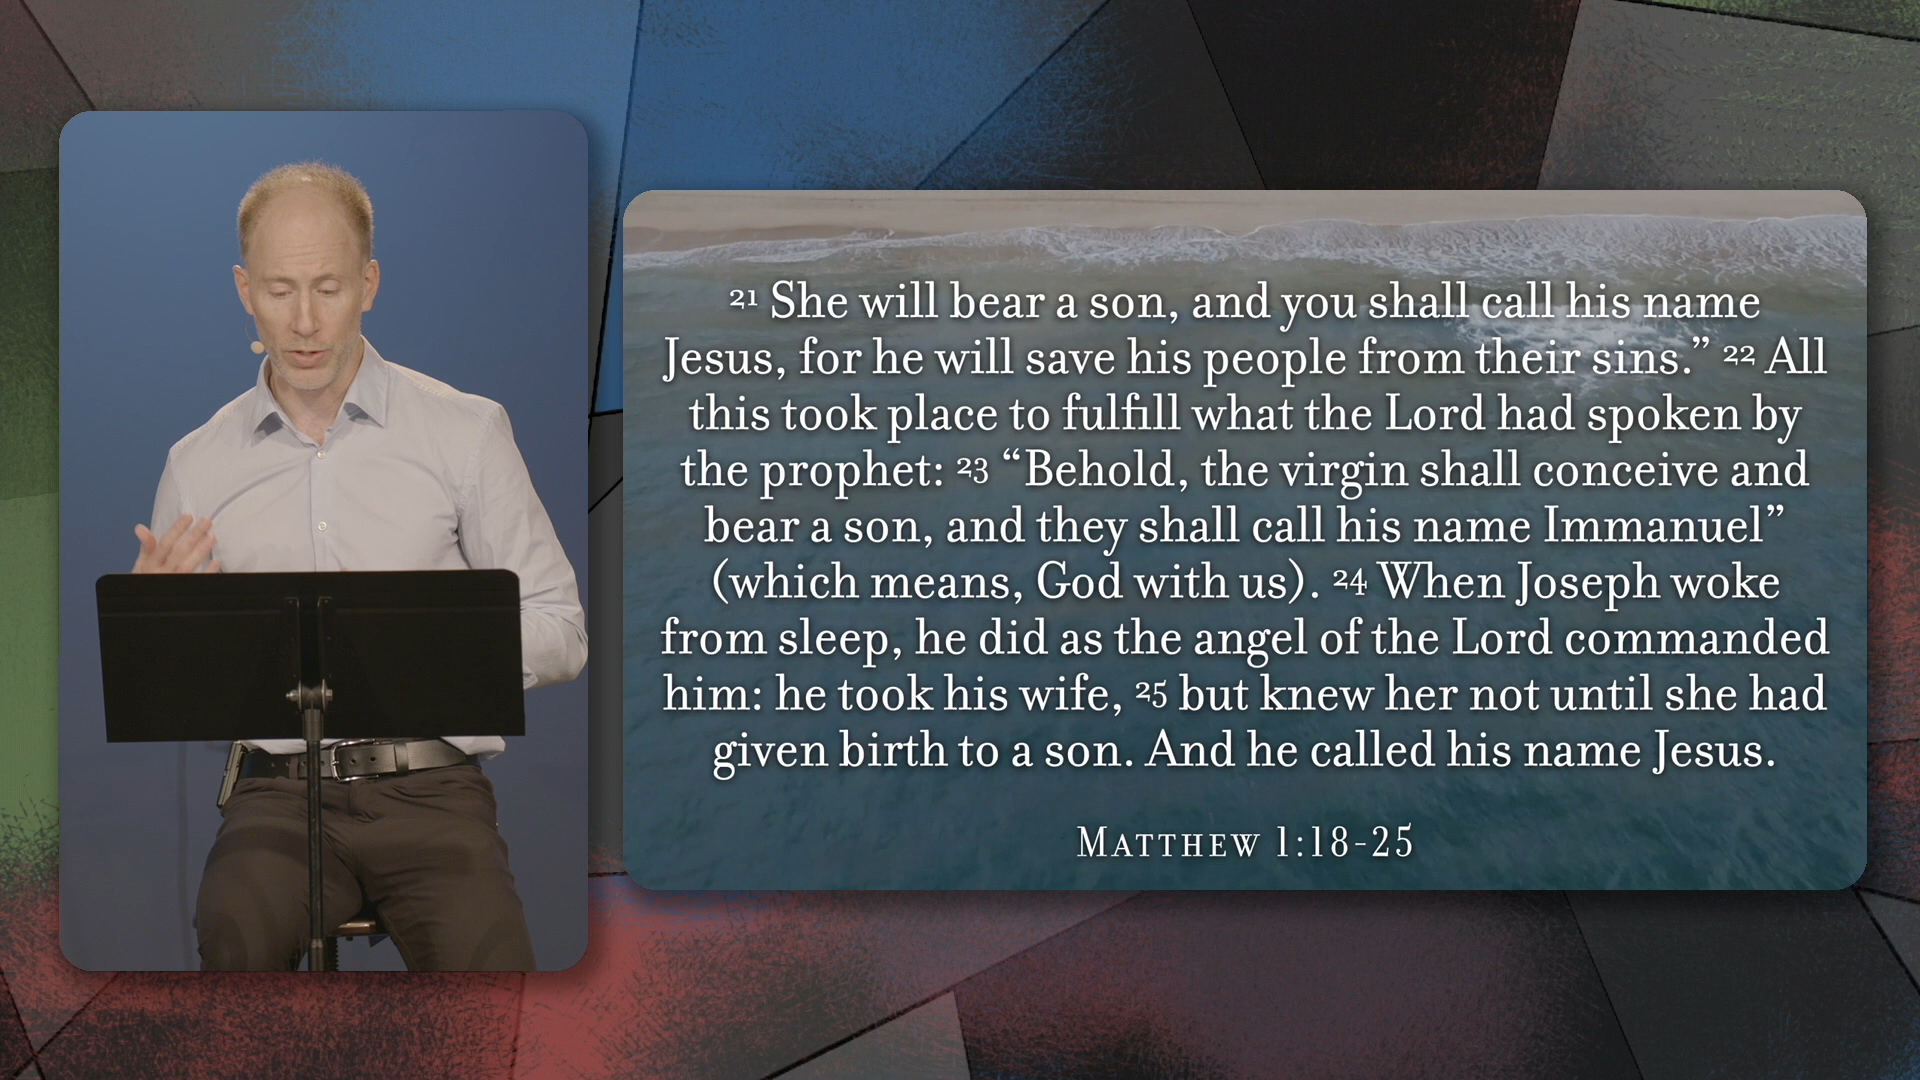 21 She will bear a son, and you shall call his name
Jesus, for he will save his people from their sins.” 22 All
this took place to fulfill what the Lord had spoken by
the prophet: 23 “Behold, the virgin shall conceive and
bear a son, and they shall call his name Immanuel”
(which means, God with us). 24 When Joseph woke
from sleep, he did as the angel of the Lord commanded
him: he took his wife, 25 but knew her not until she had
given birth to a son. And he called his name Jesus.
Matthew 1:18-25